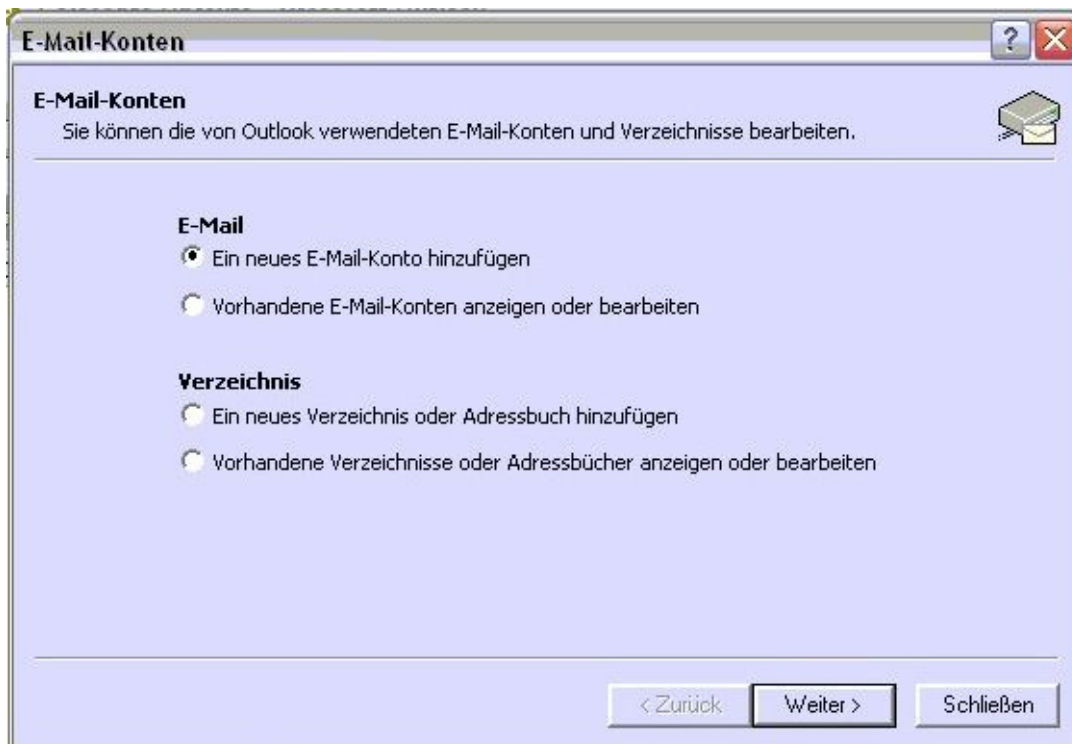 E-Mail-Konten
E-Mail-Konten
Sie können die von Outlook verwendeten E-Mail-Konten und Verzeichnisse bearbeiten.
E-Mail
Ein neues E-Mail-Konto hinzufügen
Vorhandene E-Mail-Konten anzeigen oder bearbeiten
Verzeichnis
Ein neues Verzeichnis oder Adressbuch hinzufügen
Vorhandene Verzeichnisse oder Adressbücher anzeigen oder bearbeiten
< Zurück Weiter > Schließen